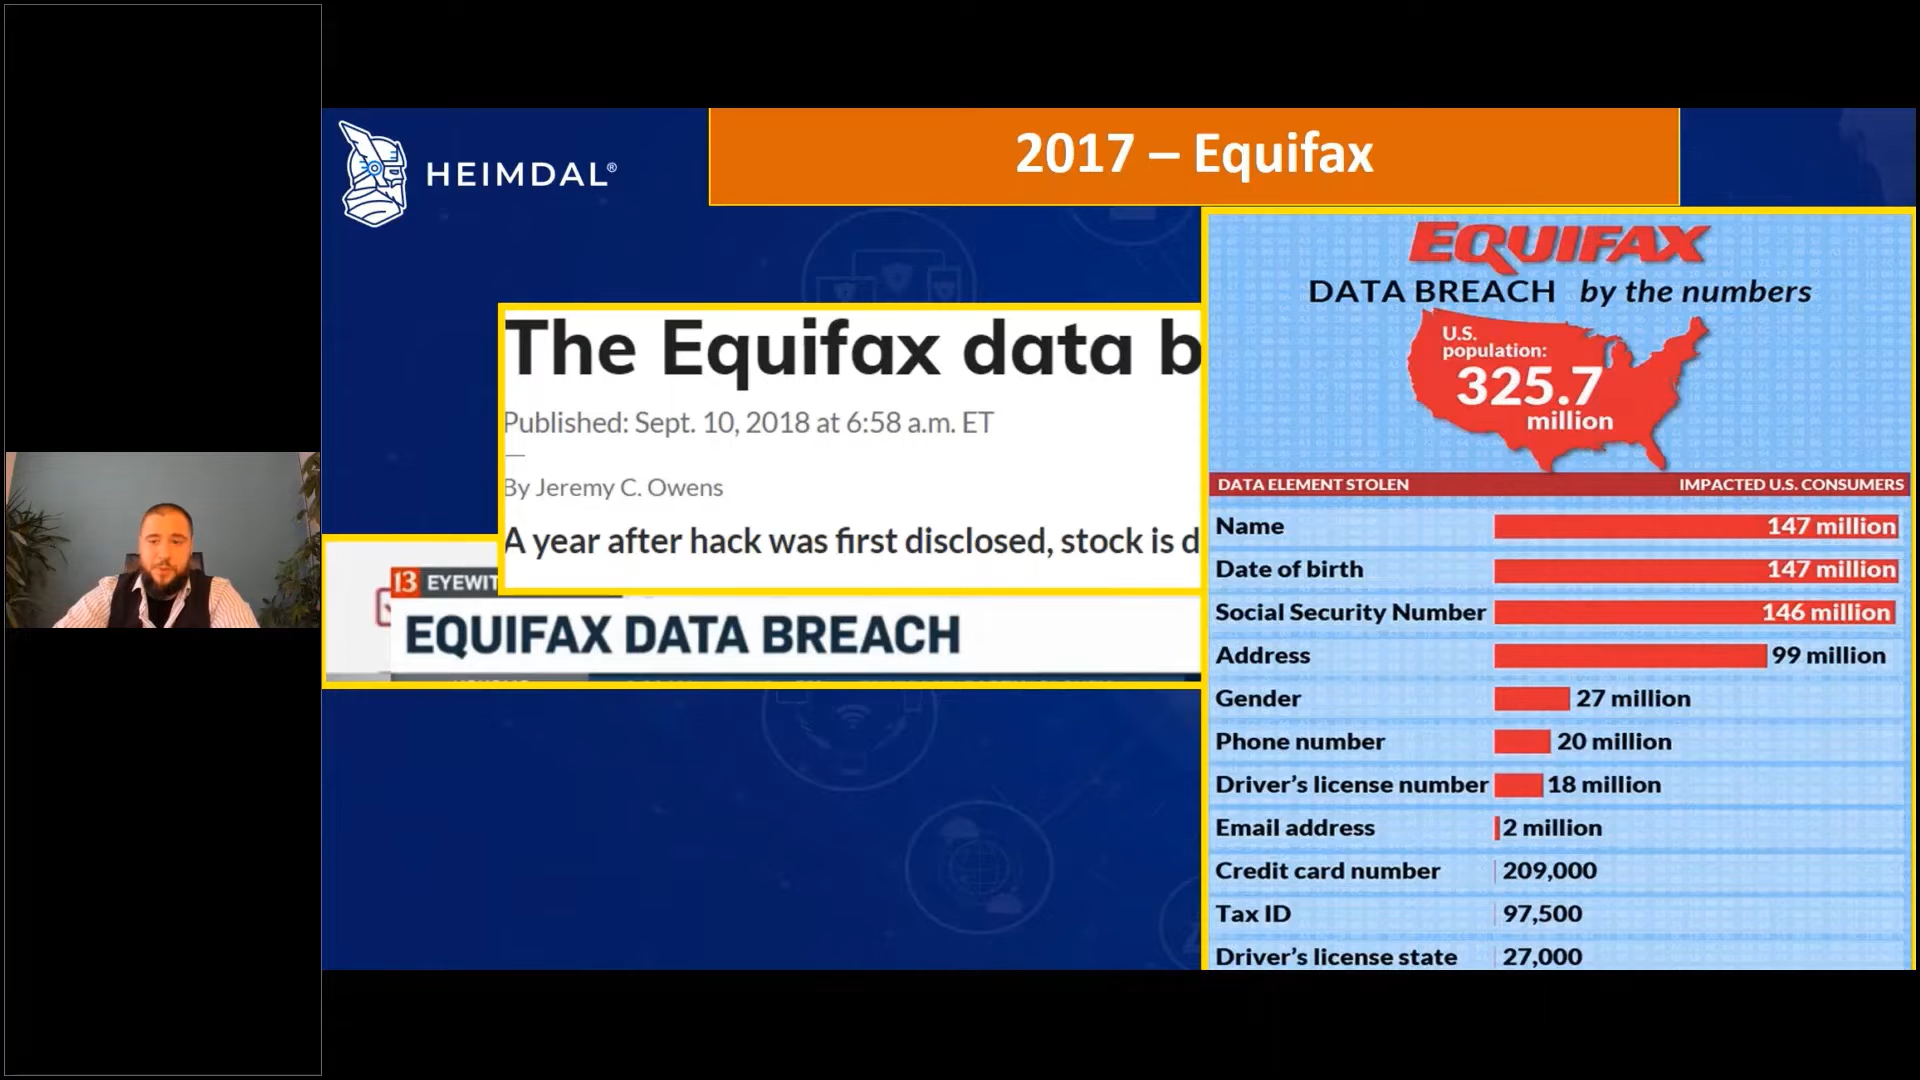 HEIMDAL®
2017 – Equifax
The Equifax data b
Published: Sept. 10, 2018 at 6:58 a.m. ET
By Jeremy C. Owens
A year after hack was first disclosed, stock is d
13 EYEWIT
EQUIFAX DATA BREACH
EQUIFAX
DATA BREACH by the numbers
U.S.
population:
325.7
million
DATA ELEMENT STOLEN IMPACTED U.S. CONSUMERS
Name 147 million
Date of birth 147 million
Social Security Number 146 million
Address 99 million
Gender 27 million
Phone number 20 million
Driver's license number 18 million
Email address 2 million
Credit card number 209,000
Tax ID 97,500
Driver's license state 27,000